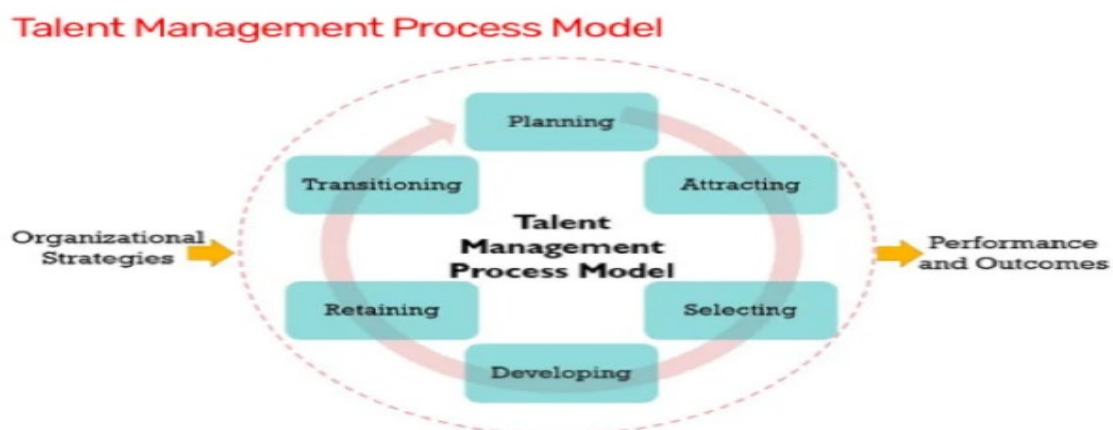 Talent Management Process Model
Planning
Transitioning
Attracting
Talent
Management
Process Model
Organizational
Strategies
Performance
and Outcomes
Retaining
Selecting
Developing